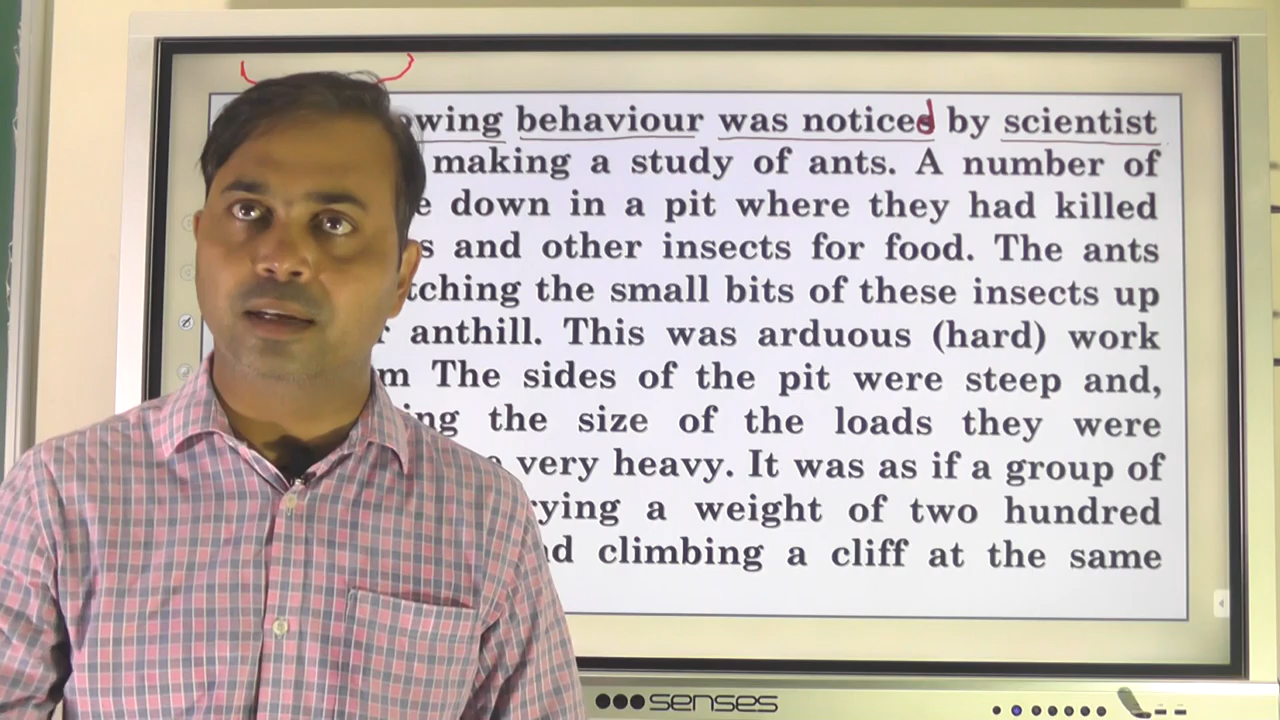 owing behaviour was noticed by scientist
making a study of ants. A number of
e down in a pit where they had killed
s and other insects for food. The ants
tching the small bits of these insects up
r anthill. This was arduous (hard) work
m The sides of the pit were steep and,
ing the size of the loads they were
e very heavy. It was as if a group of
rying a weight of two hundred
nd climbing a cliff at the same
senses